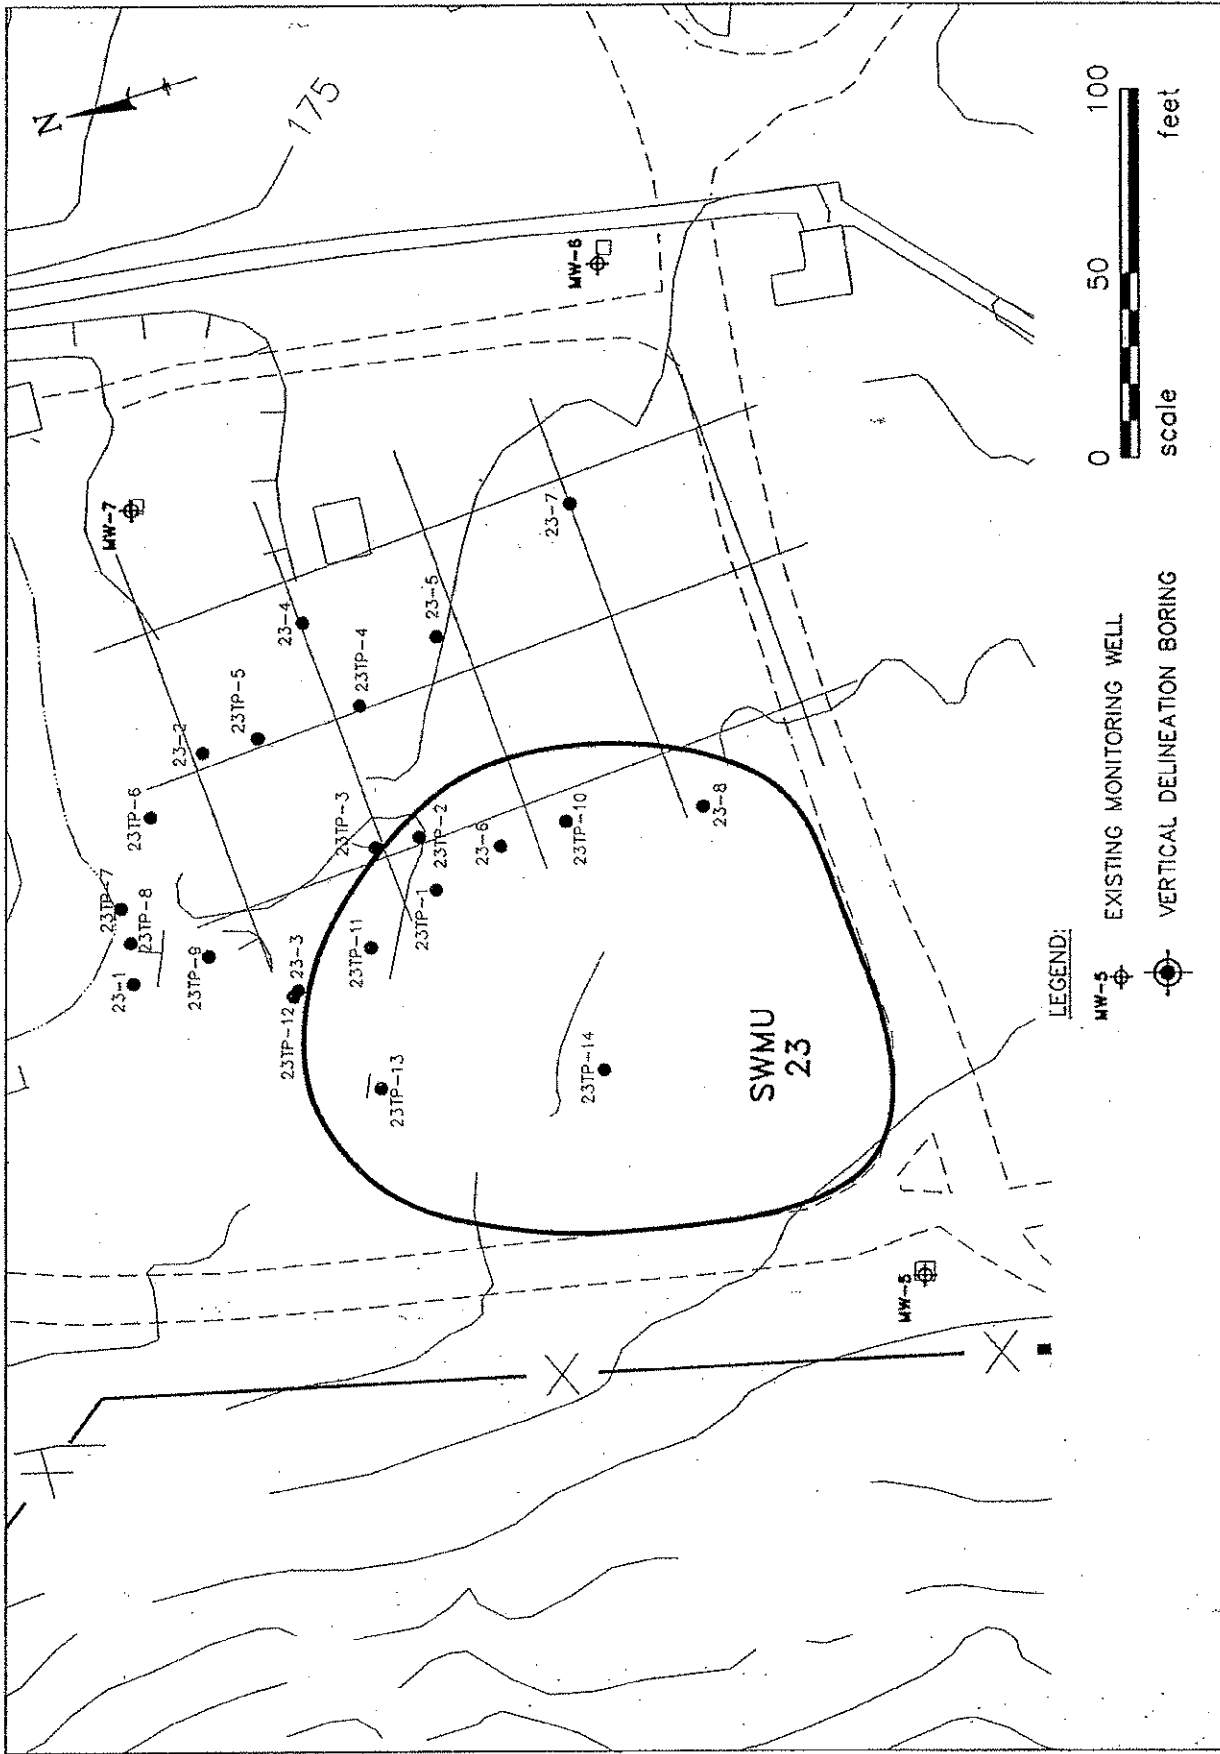 N
175
MW-7
MW-6
23TP-7
23TP-6
23-2
23TP-5
23-4
23-1
23TP-8
23TP-9
23TP-4
23-5
23-7
23TP-12
23-3
23TP-3
23TP-2
23TP-11
23TP-1
23-6
23TP-10
23-8
23TP-13
23TP-14
SWMU
23
MW-5
LEGEND:
MW-5 EXISTING MONITORING WELL
VERTICAL DELINEATION BORING
0 50 100
scale feet